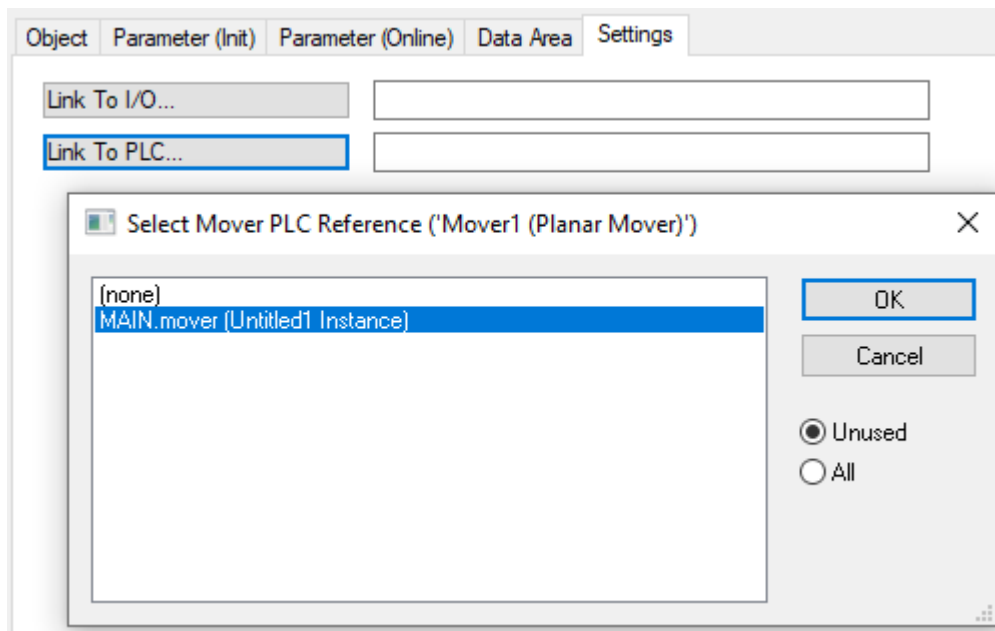 Object Parameter (Init) Parameter (Online) Data Area Settings
Link To I/O...
Link To PLC...
Select Mover PLC Reference ('Mover1 (Planar Mover)')
(none)
MAIN.mover (Untitled1 Instance)
OK
Cancel
Unused
All